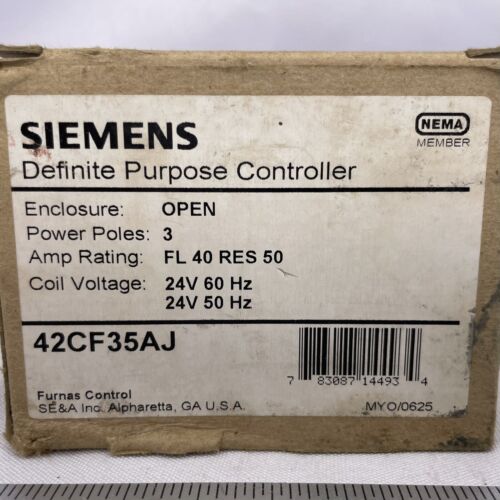 SIEMENS
NEMA
MEMBER
Definite Purpose Controller
Enclosure: OPEN
Power Poles: 3
Amp Rating: FL 40 RES 50
Coil Voltage: 24V 60 Hz
24V 50 Hz
42CF35AJ
7 83087 14493 4
Furnas Control
SE&A Inc. Alpharetta, GA U.S.A.
MYO/0625